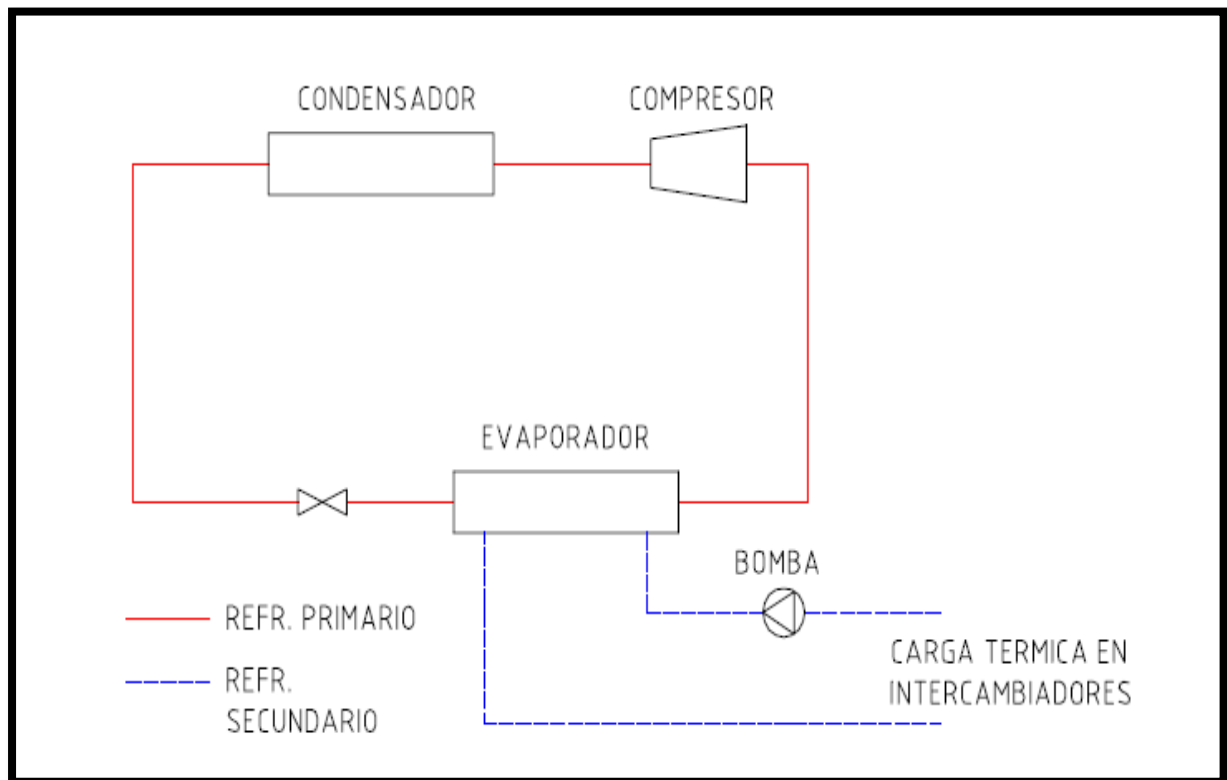 CONDENSADOR
COMPRESOR
EVAPORADOR
BOMBA
REFR. PRIMARIO
CARGA TERMICA EN
INTERCAMBIADORES
REFR.
SECUNDARIO